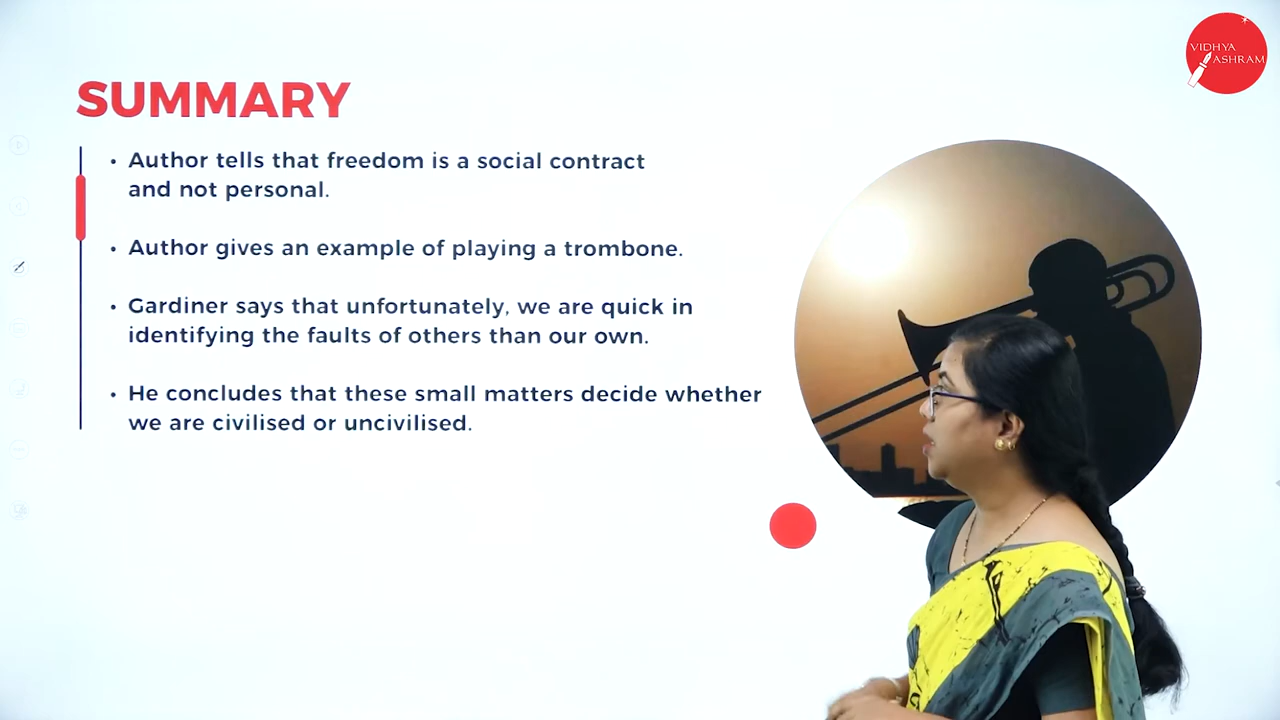 VIDHYA
ASHRAM
SUMMARY
• Author tells that freedom is a social contract
and not personal.
• Author gives an example of playing a trombone.
• Gardiner says that unfortunately, we are quick in
identifying the faults of others than our own.
• He concludes that these small matters decide whether
we are civilised or uncivilised.